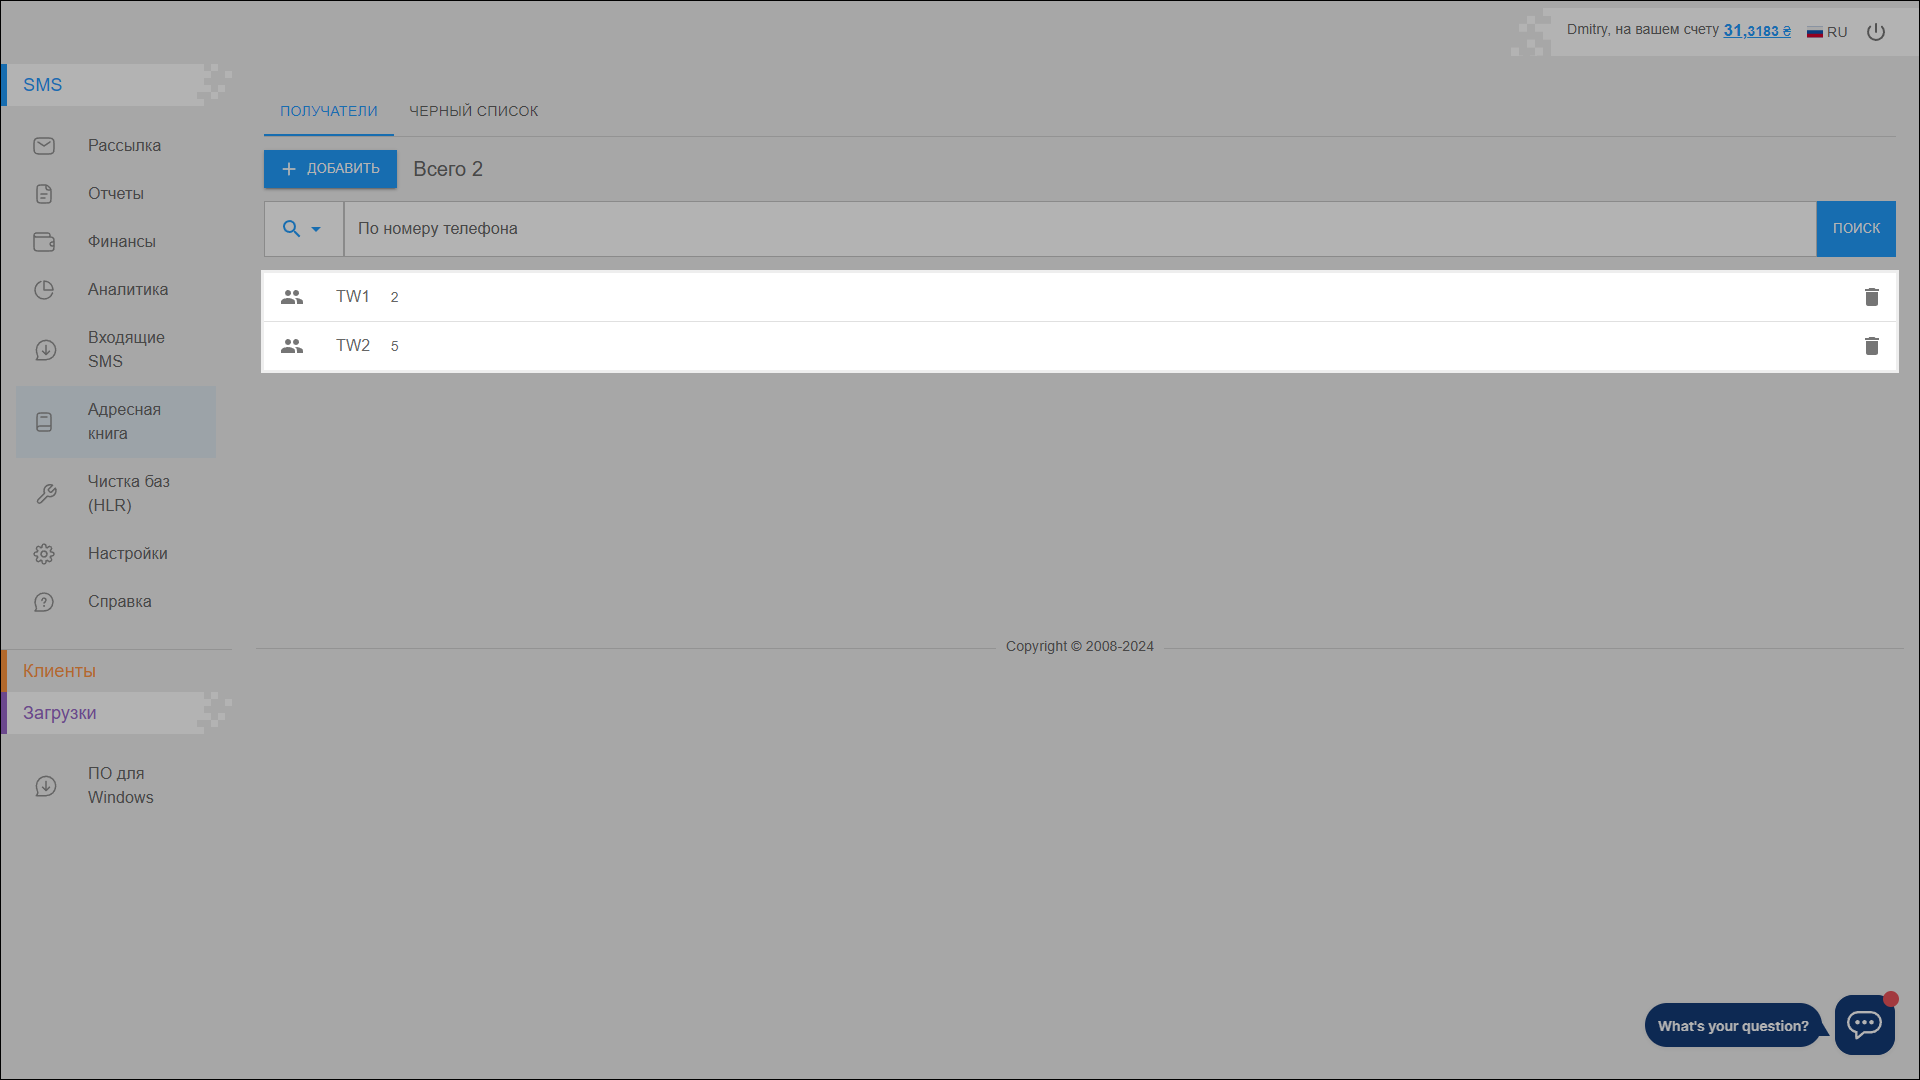 Dmitry, на вашем счету 31,3183 ₴
RU
SMS
Рассылка
Отчеты
Финансы
Аналитика
Входящие
SMS
Адресная
книга
Чистка баз
(HLR)
Настройки
Справка
Клиенты
Загрузки
ПО для
Windows
ПОЛУЧАТЕЛИ ЧЕРНЫЙ СПИСОК
ДОБАВИТЬ Всего 2
По номеру телефона ПОИСК
TW1 2
TW2 5
Copyright © 2008-2024
What's your question?